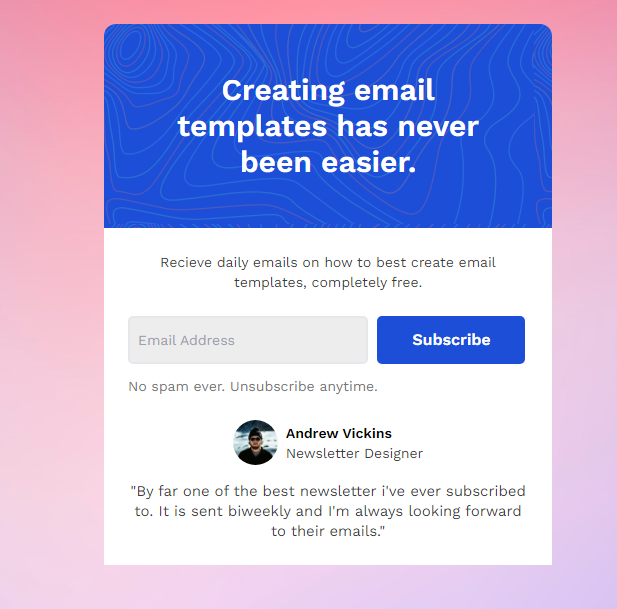 Creating email
templates has never
been easier.
Recieve daily emails on how to best create email
templates, completely free.
Email Address
Subscribe
No spam ever. Unsubscribe anytime.
Andrew Vickins
Newsletter Designer
"By far one of the best newsletter i've ever subscribed
to. It is sent biweekly and I'm always looking forward
to their emails."